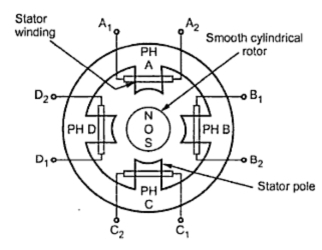 Stator
winding
A1
A2
Smooth cylindrical
rotor
PH
A
D2
B1
N
PH D
O
PH B
S
D1
B2
PH
C
Stator pole
C2
C1